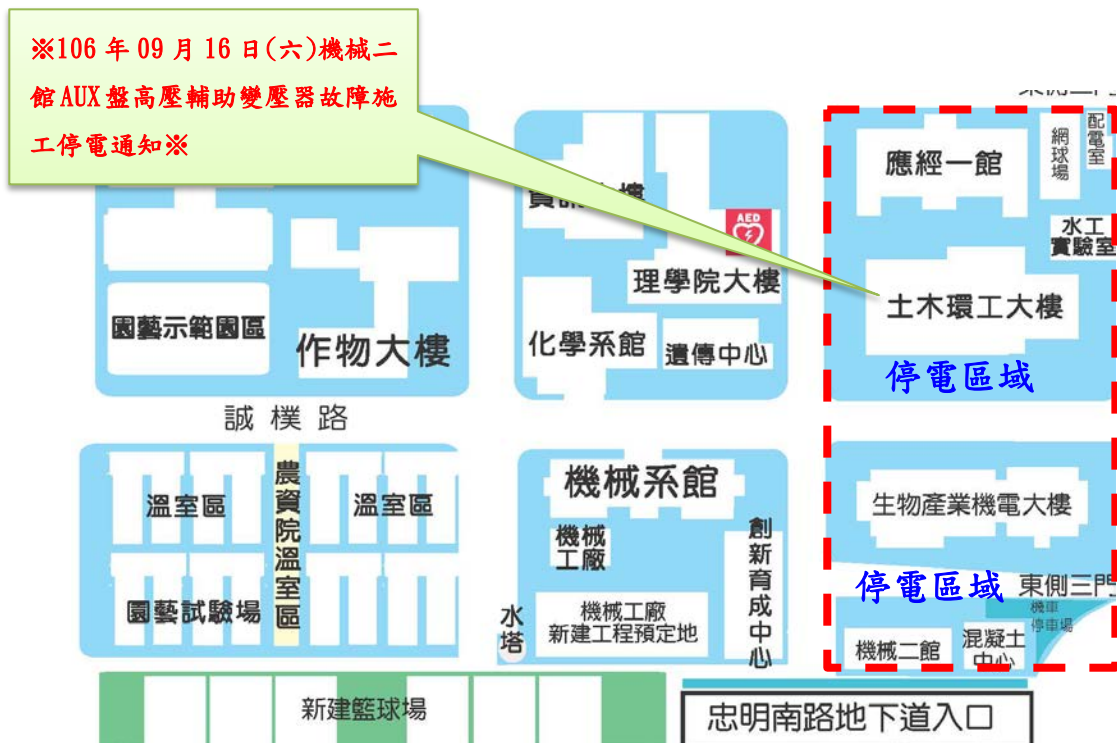 ※106年09月16日(六)機械二
館AUX盤高壓輔助變壓器故障施
工停電通知※
配電室
網球場
應經一館
AED
水工
實驗室
理學院大樓
土木環工大樓
園藝示範園區
作物大樓
化學系館
遺傳中心
停電區域
誠樸路
農資院溫室區
機械系館
溫室區
溫室區
生物產業機電大樓
機械
工廠
創新育成中心
停電區域
東側三門
園藝試驗場
水塔
機械工廠
新建工程預定地
機車
停車場
機械二館
混凝土
中心
新建籃球場
忠明南路地下道入口